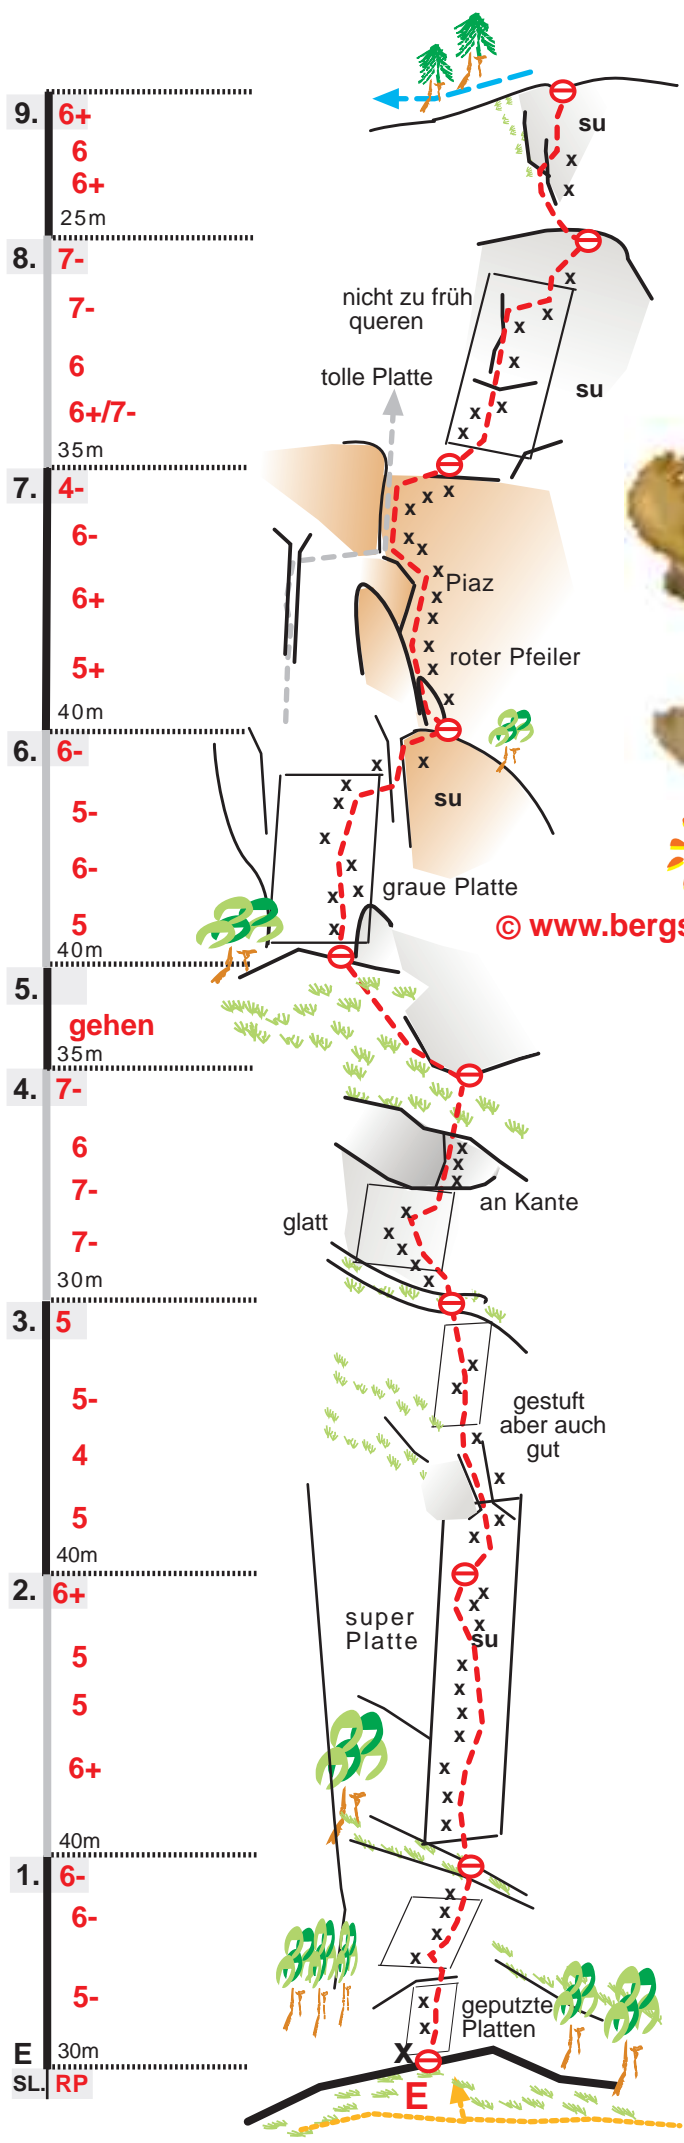 9. 6+
su
6
x
6+
x
25m
8. 7-
x
nicht zu früh
queren
7-
x
x
tolle Platte
6
x
su
6+/7-
x
x
x
35m
7. 4-
x
x
x
6-
x
x
x
Piaz
6+
x
x
roter Pfeiler
x
5+
x
x
40m
6. 6-
x
x
x
su
5-
x
x
6-
x
x
graue Platte
x
5
x
© www.bergs
40m
5.
gehen
35m
4. 7-
6
x
x
7-
x
an Kante
glatt
x
7-
x
x
x
x
30m
3. 5
x
5-
x
gestuft
aber auch
gut
4
x
x
5
x
x
40m
2. 6+
x
x
x
super
Platte
su
5
x
x
5
x
x
6+
x
x
x
40m
1. 6-
x
6-
x
x
x
5-
x
geputzte
Platten
x
E
30m
X
SL. RP
E